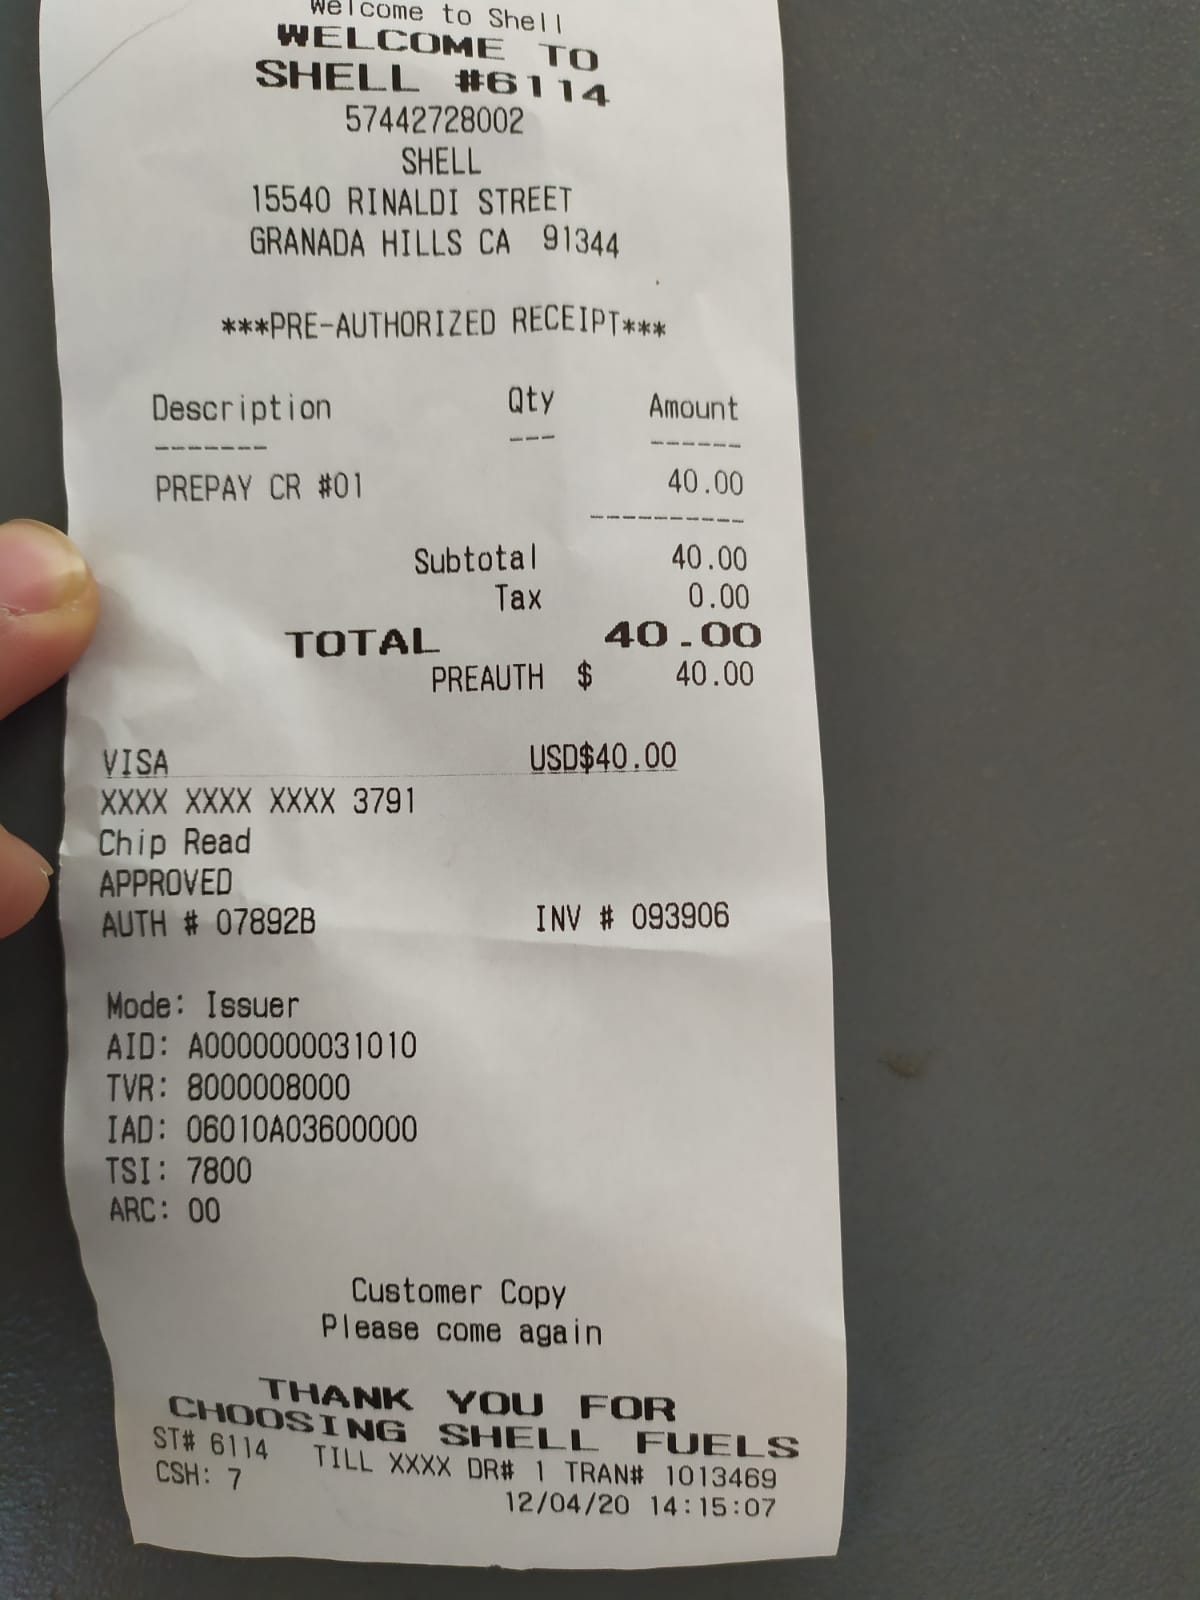 Welcome to Shell
WELCOME TO
SHELL #6114
57442728002
SHELL
15540 RINALDI STREET
GRANADA HILLS CA 91344
***PRE-AUTHORIZED RECEIPT***
Description Qty Amount
------- --- ------
PREPAY CR #01 40.00
----------
Subtotal 40.00
Tax 0.00
TOTAL 40.00
PREAUTH $ 40.00
VISA USD$40.00
XXXX XXXX XXXX 3791
Chip Read
APPROVED
AUTH # 07892B INV # 093906
Mode: Issuer
AID: A0000000031010
TVR: 8000008000
IAD: 06010A03600000
TSI: 7800
ARC: 00
Customer Copy
Please come again
THANK YOU FOR
CHOOSING SHELL FUELS
ST# 6114 TILL XXXX DR# 1 TRAN# 1013469
CSH: 7 12/04/20 14:15:07